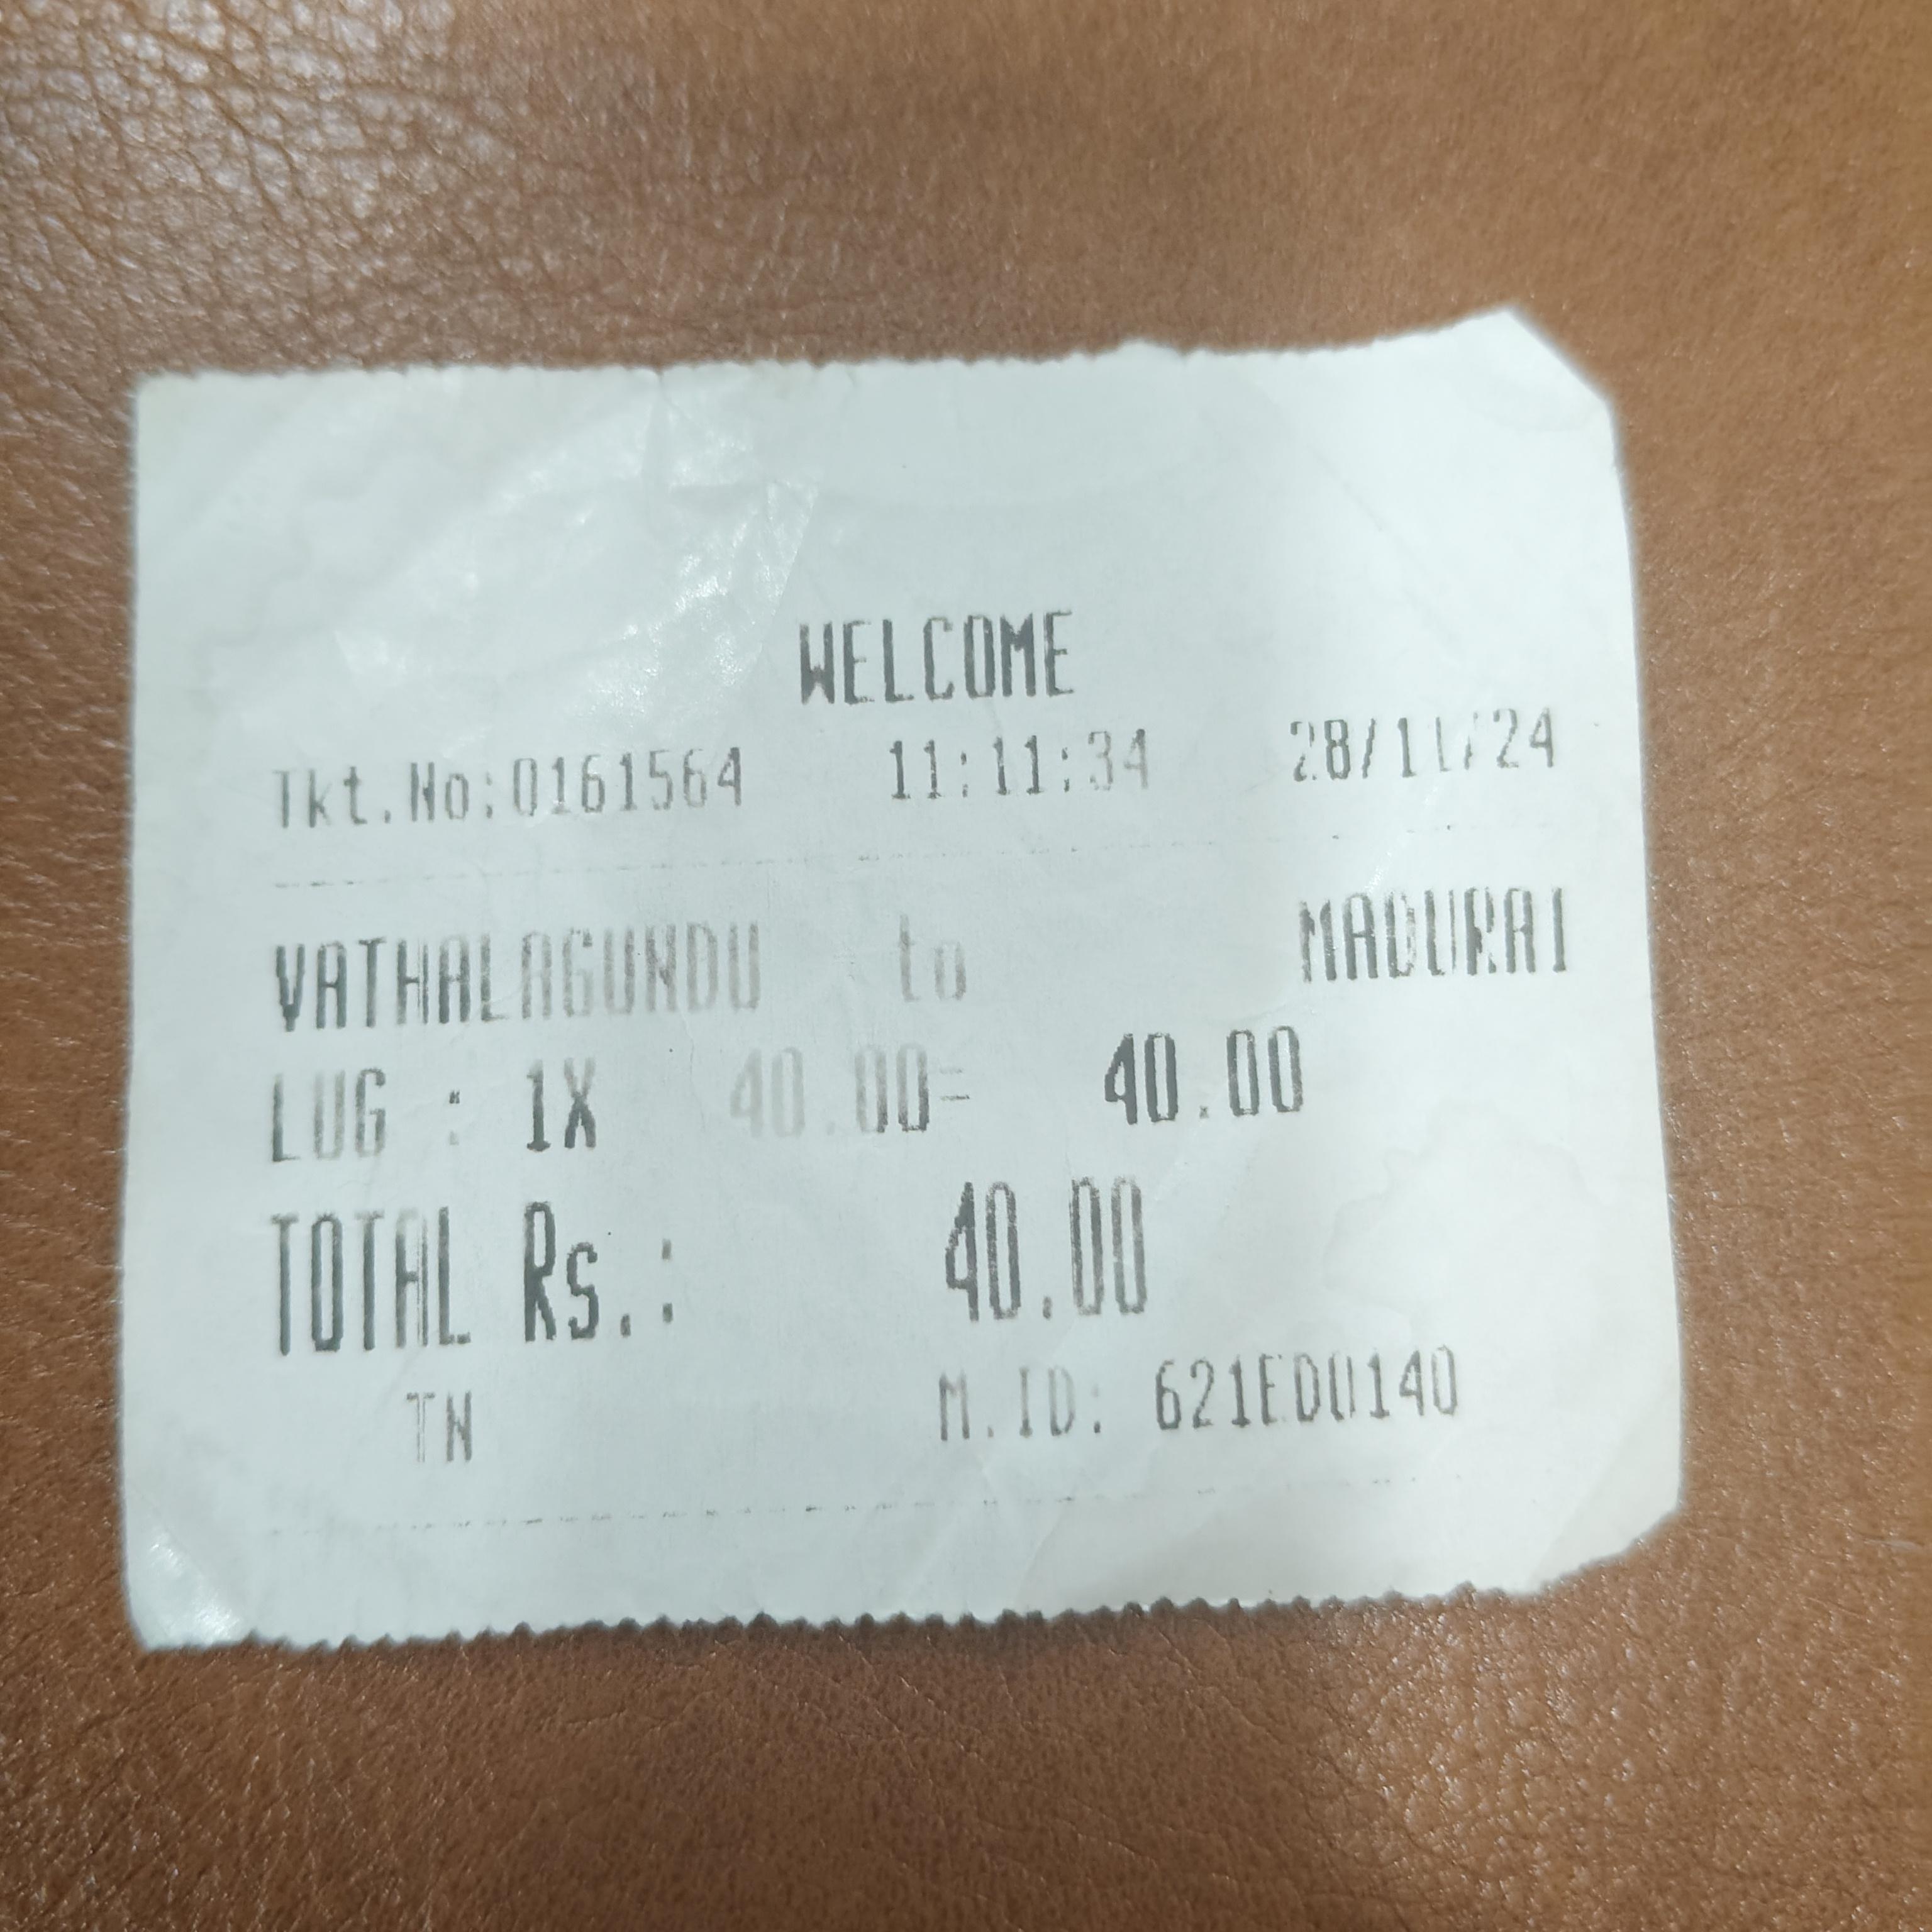 WELCOME
Tkt.No:0161564 11:11:34 28/11/24
VATHALAGUNDU to MADURAI
LUG : 1X 40.00= 40.00
TOTAL Rs.: 40.00
TN M.ID: 621ED0140